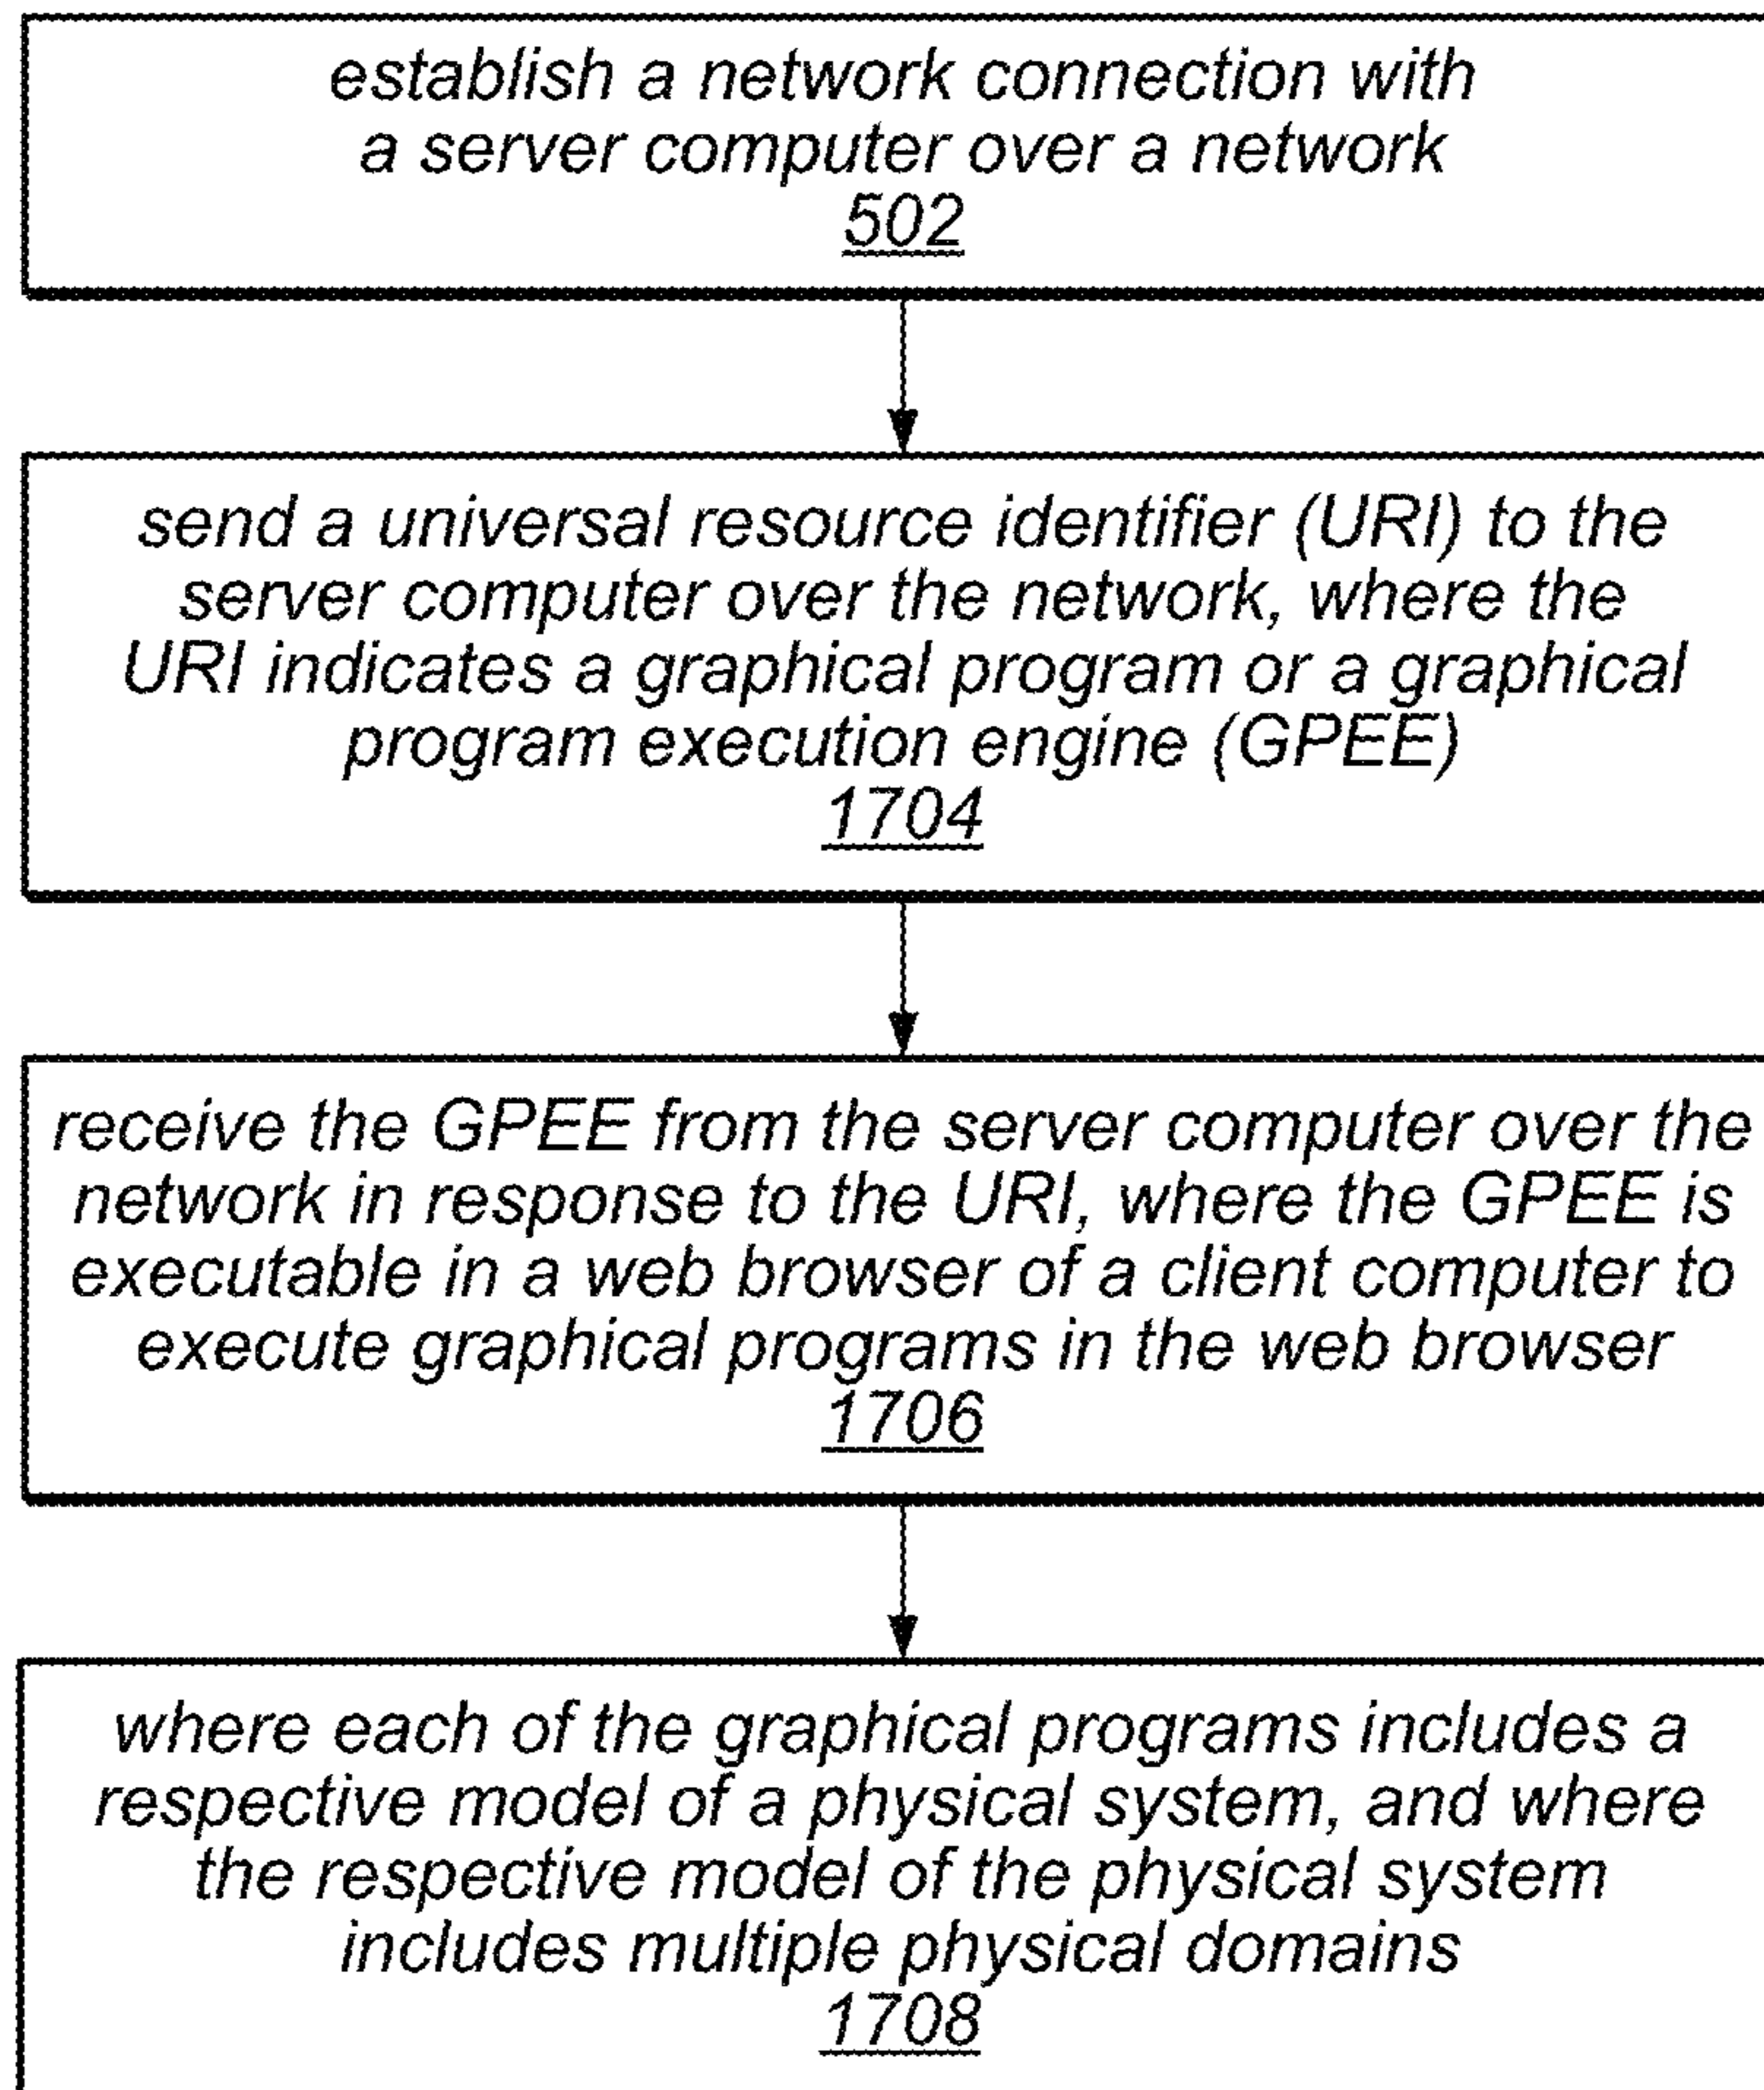 establish a network connection with
a server computer over a network
502
send a universal resource identifier (URI) to the
server computer over the network, where the
URI indicates a graphical program or a graphical
program execution engine (GPEE)
1704
receive the GPEE from the server computer over the
network in response to the URI, where the GPEE is
executable in a web browser of a client computer to
execute graphical programs in the web browser
1706
where each of the graphical programs includes a
respective model of a physical system, and where
the respective model of the physical system
includes multiple physical domains
1708